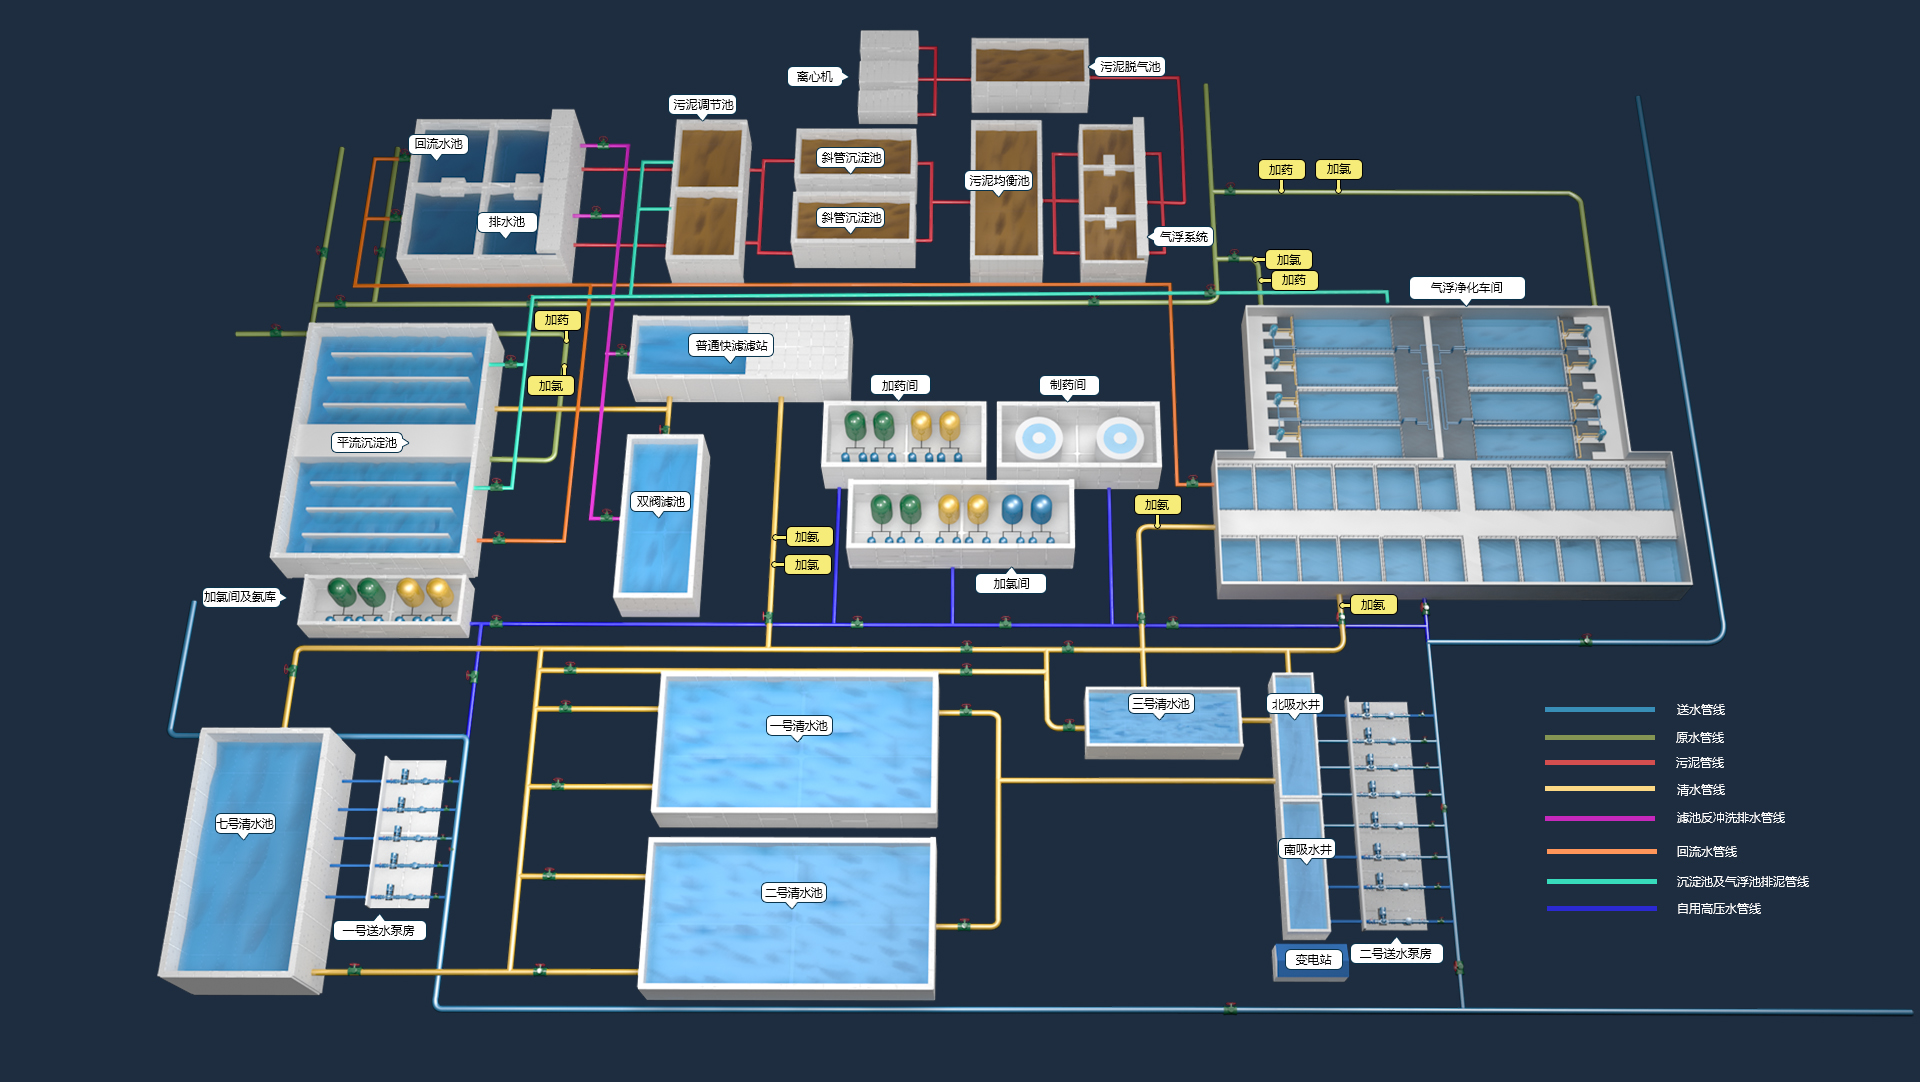 离心机
污泥脱气池
污泥调节池
回流水池
排水池
斜管沉淀池
斜管沉淀池
污泥均衡池
气浮系统
加药
加氯
加氯
加药
气浮净化车间
加药
加氯
普通快滤滤站
加药间
制药间
平流沉淀池
双阀滤池
加氨
加氨
加氯
加氯间
加氯间及氨库
加氨
三号清水池
北吸水井
一号清水池
七号清水池
南吸水井
二号清水池
一号送水泵房
变电站
二号送水泵房
送水管线
原水管线
污泥管线
清水管线
滤池反冲洗排水管线
回流水管线
沉淀池及气浮池排泥管线
自用高压水管线